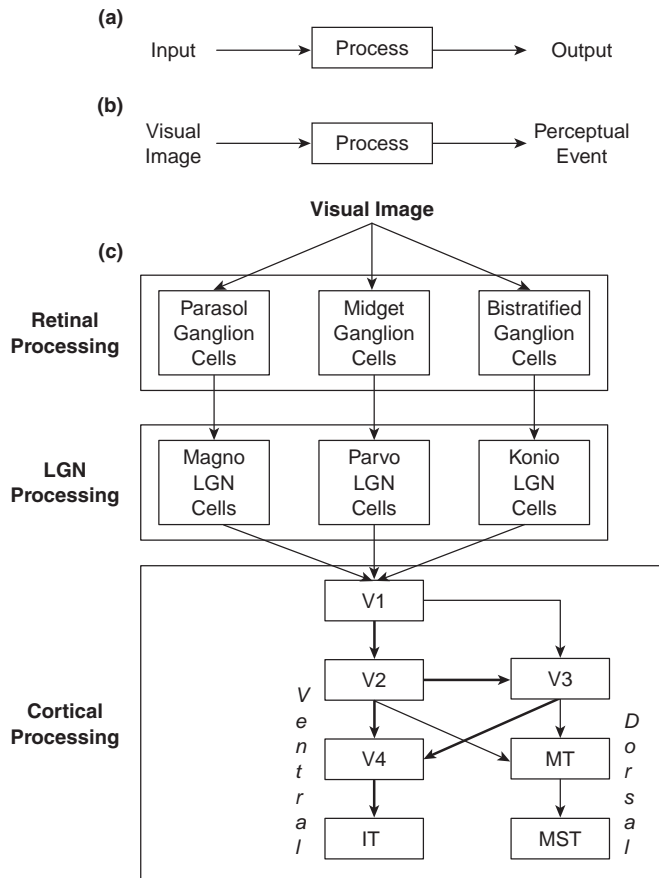 (a)
Input Process Output
(b)
Visual Image Process Perceptual Event
Visual Image
(c)
Retinal Processing
Parasol Ganglion Cells
Midget Ganglion Cells
Bistratified Ganglion Cells
LGN Processing
Magno LGN Cells
Parvo LGN Cells
Konio LGN Cells
Cortical Processing
V1
V2 V3
Ventral
Dorsal
V4 MT
IT MST